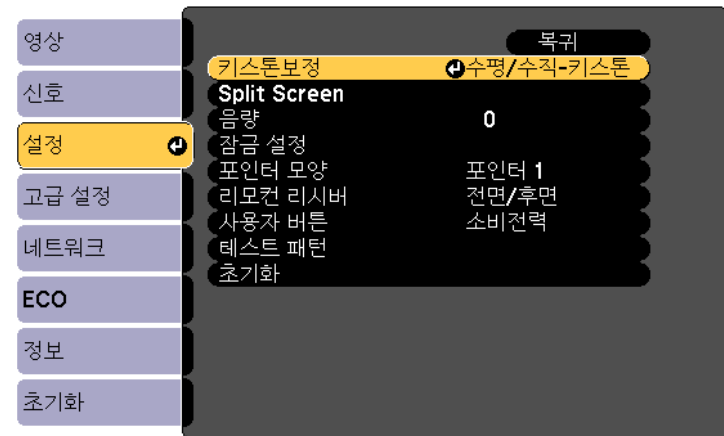 영상
신호
설정
고급 설정
네트워크
ECO
정보
초기화
복귀
키스톤보정 수평/수직-키스톤
Split Screen
음량 0
잠금 설정
포인터 모양 포인터 1
리모컨 리시버 전면/후면
사용자 버튼 소비전력
테스트 패턴
초기화